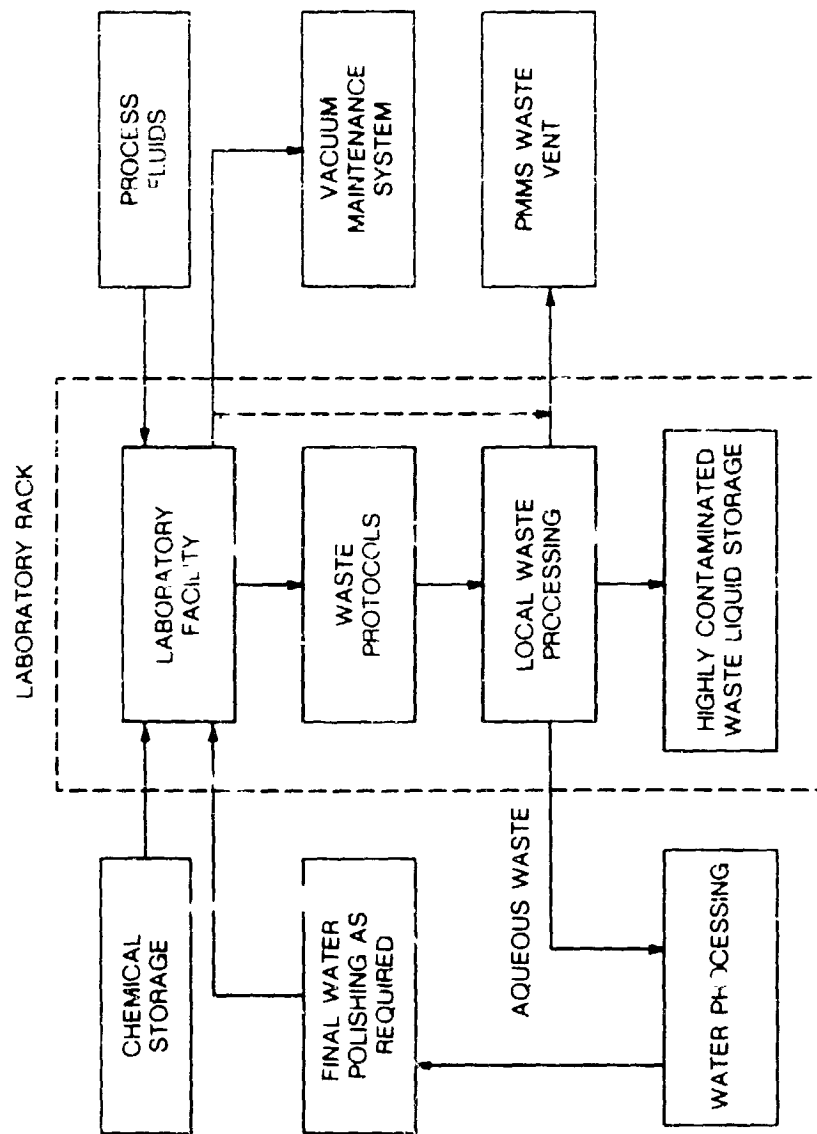 LABORATORY RACK
PROCESS
FLUIDS
VACUUM
MAINTENANCE
SYSTEM
PMMS WASTE
VENT
LABORATORY
FACILITY
WASTE
PROTOCOLS
LOCAL WASTE
PROCESSING
HIGHLY CONTAMINATED
WASTE LIQUID STORAGE
CHEMICAL
STORAGE
FINAL WATER
POLISHING AS
REQUIRED
AQUEOUS WASTE
WATER PROCESSING